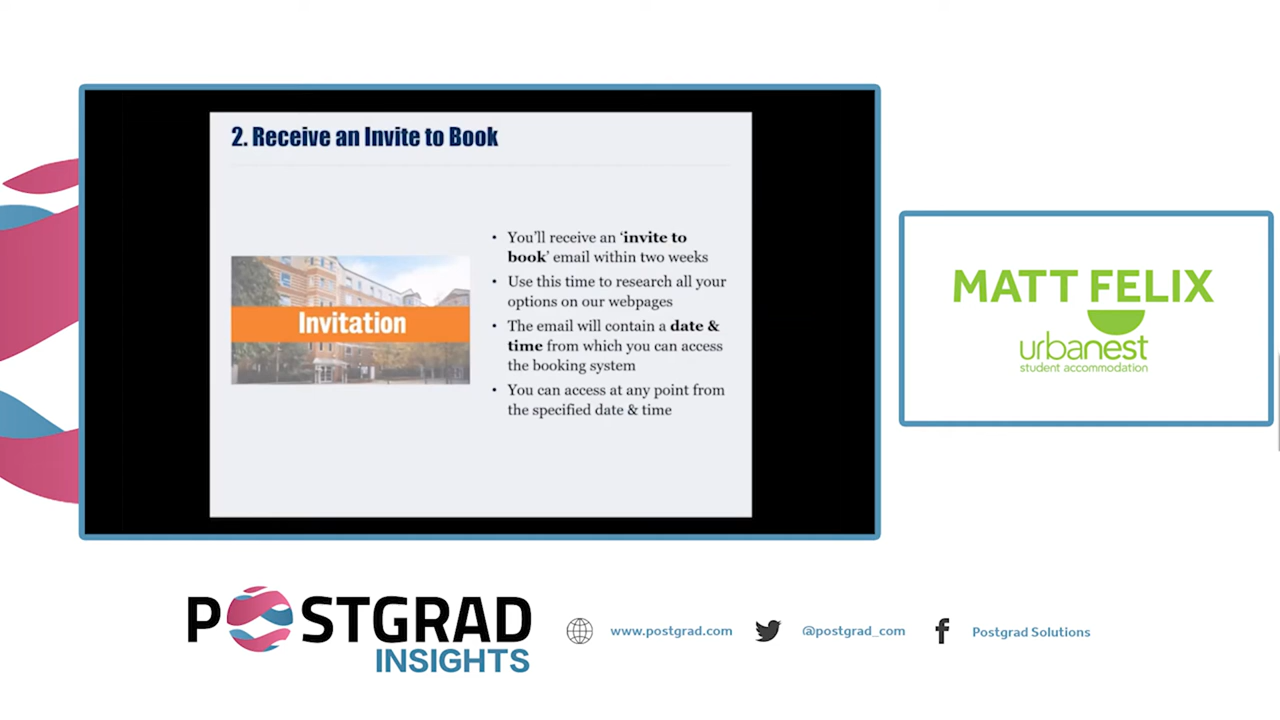 2. Receive an Invite to Book
Invitation
• You'll receive an ‘invite to
book’ email within two weeks
• Use this time to research all your
options on our webpages
• The email will contain a date &
time from which you can access
the booking system
• You can access at any point from
the specified date & time
MATT FELIX
urbanest
student accommodation
POSTGRAD
INSIGHTS
www.postgrad.com
@postgrad_com
Postgrad Solutions